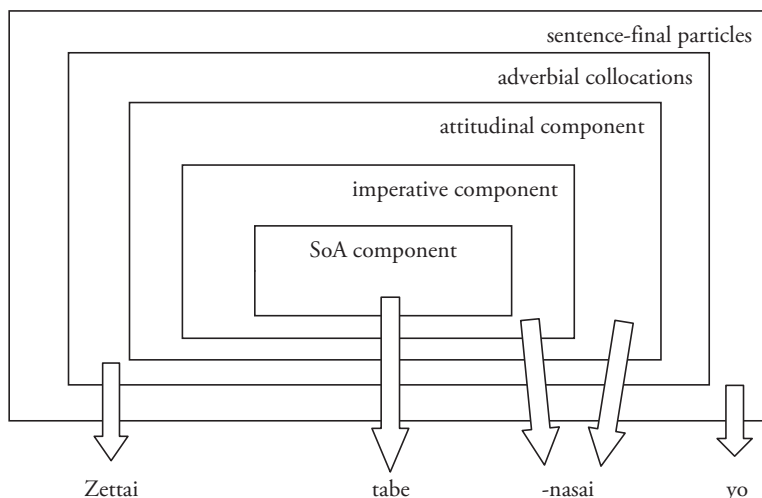 sentence-final particles
adverbial collocations
attitudinal component
imperative component
SoA component
Zettai tabe -nasai yo